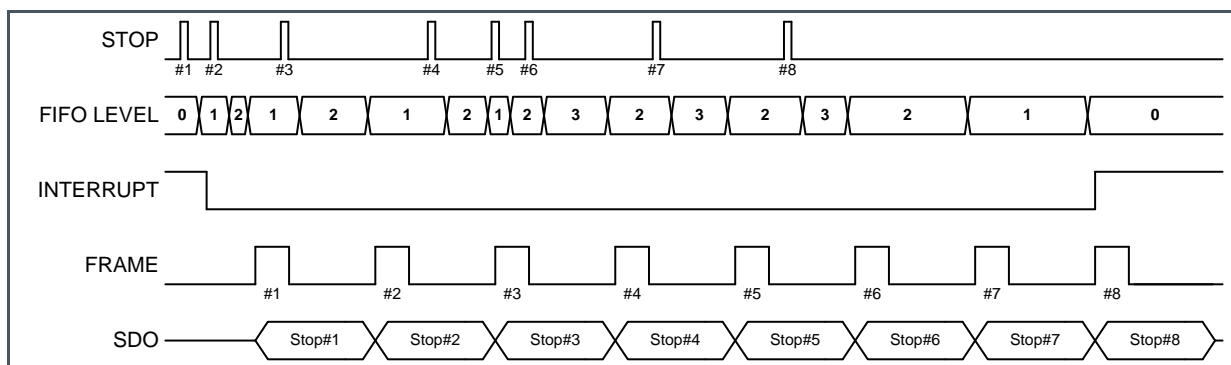 STOP
#1 #2 #3 #4 #5 #6 #7 #8
FIFO LEVEL 0 1 2 1 2 1 2 1 2 3 2 3 2 3 2 1 0
INTERRUPT
FRAME
#1 #2 #3 #4 #5 #6 #7 #8
SDO Stop#1 Stop#2 Stop#3 Stop#4 Stop#5 Stop#6 Stop#7 Stop#8